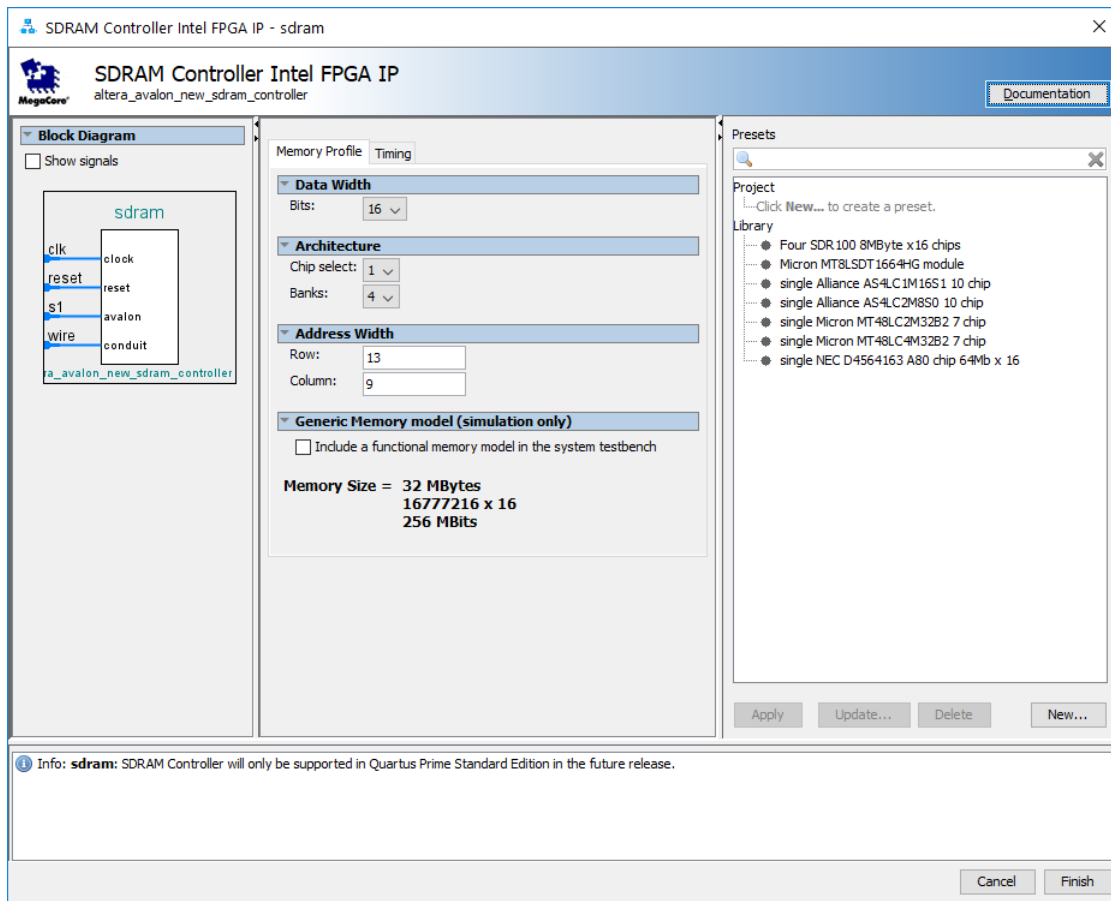 SDRAM Controller Intel FPGA IP - sdram
MegaCore®
SDRAM Controller Intel FPGA IP
altera_avalon_new_sdram_controller
Documentation
Block Diagram
Show signals
sdram
clk
clock
reset
reset
s1
avalon
wire
conduit
ra_avalon_new_sdram_controller
Memory Profile
Timing
Data Width
Bits:
16
Architecture
Chip select:
1
Banks:
4
Address Width
Row:
13
Column:
9
Generic Memory model (simulation only)
Include a functional memory model in the system testbench
Memory Size = 32 MBytes
16777216 x 16
256 MBits
Presets
Project
Click New... to create a preset.
Library
Four SDR100 8MByte x16 chips
Micron MT8LSDT1664HG module
single Alliance AS4LC1M16S1 10 chip
single Alliance AS4LC2M8S0 10 chip
single Micron MT48LC2M32B2 7 chip
single Micron MT48LC4M32B2 7 chip
single NEC D4564163 A80 chip 64Mb x 16
Apply
Update...
Delete
New...
Info: sdram: SDRAM Controller will only be supported in Quartus Prime Standard Edition in the future release.
Cancel
Finish